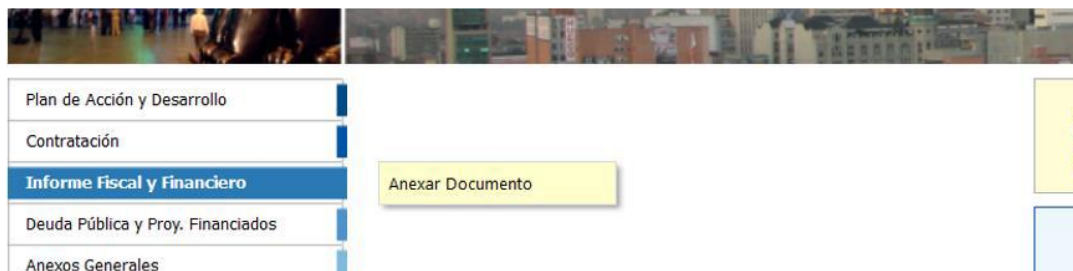 Plan de Acción y Desarrollo
Contratación
Informe Fiscal y Financiero
Anexar Documento
Deuda Pública y Proy. Financiados
Anexos Generales